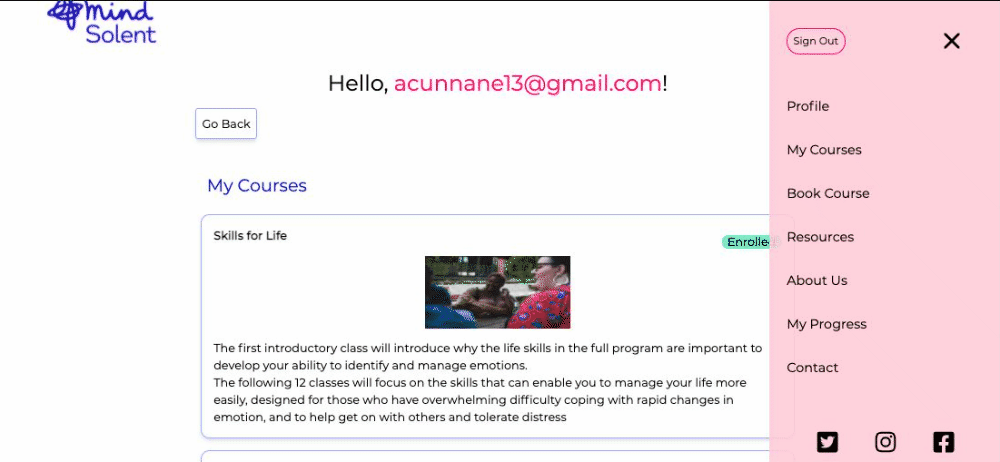 mind
Solent
Hello, acunnane13@gmail.com!
Go Back
My Courses
Skills for Life
Enrolled
The first introductory class will introduce why the life skills in the full program are important to
develop your ability to identify and manage emotions.
The following 12 classes will focus on the skills that can enable you to manage your life more
easily, designed for those who have overwhelming difficulty coping with rapid changes in
emotion, and to help get on with others and tolerate distress
Sign Out
Profile
My Courses
Book Course
Resources
About Us
My Progress
Contact